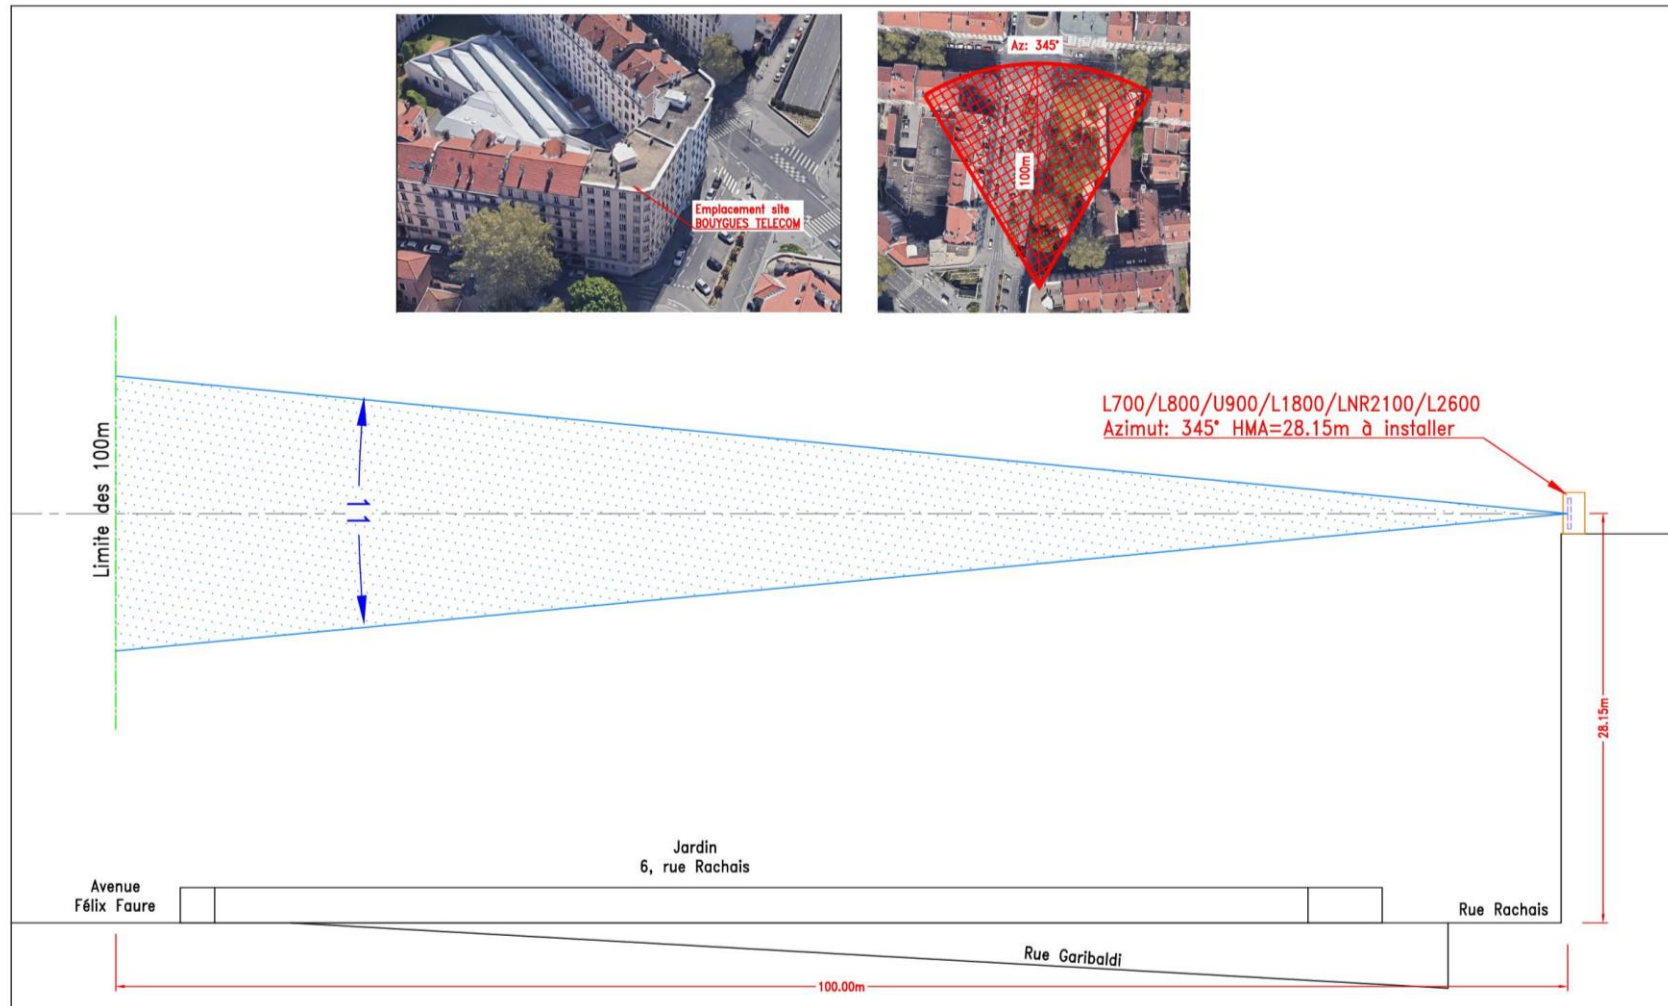 Emplacement site
BOUYGUES TELECOM
Az: 345°
100m
L700/L800/U900/L1800/LNR2100/L2600
Azimut: 345° HMA=28.15m à installer
Limite des 100m
11
28.15m
Jardin
6, rue Rachais
Avenue
Félix Faure
Rue Rachais
Rue Garibaldi
100.00m